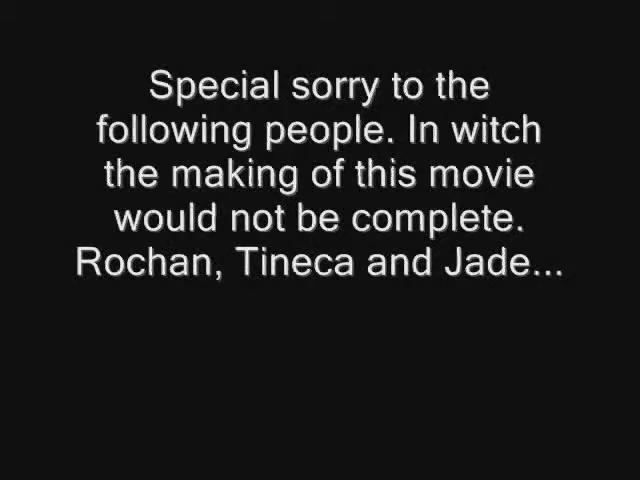 Special sorry to the
following people. In witch
the making of this movie
would not be complete.
Rochan, Tineca and Jade...